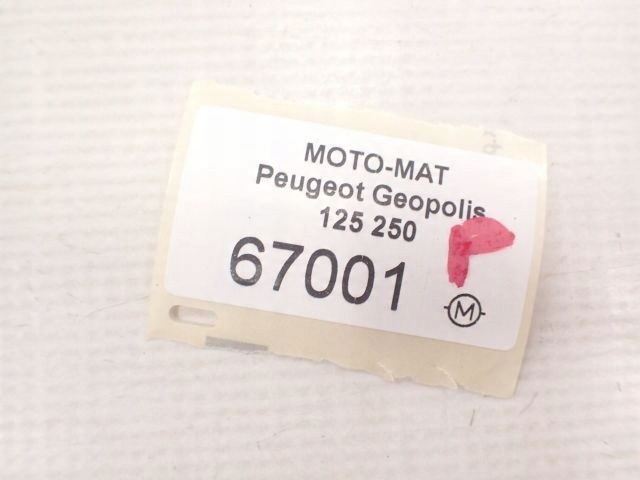 MOTO-MAT
Peugeot Geopolis
125 250
67001
M